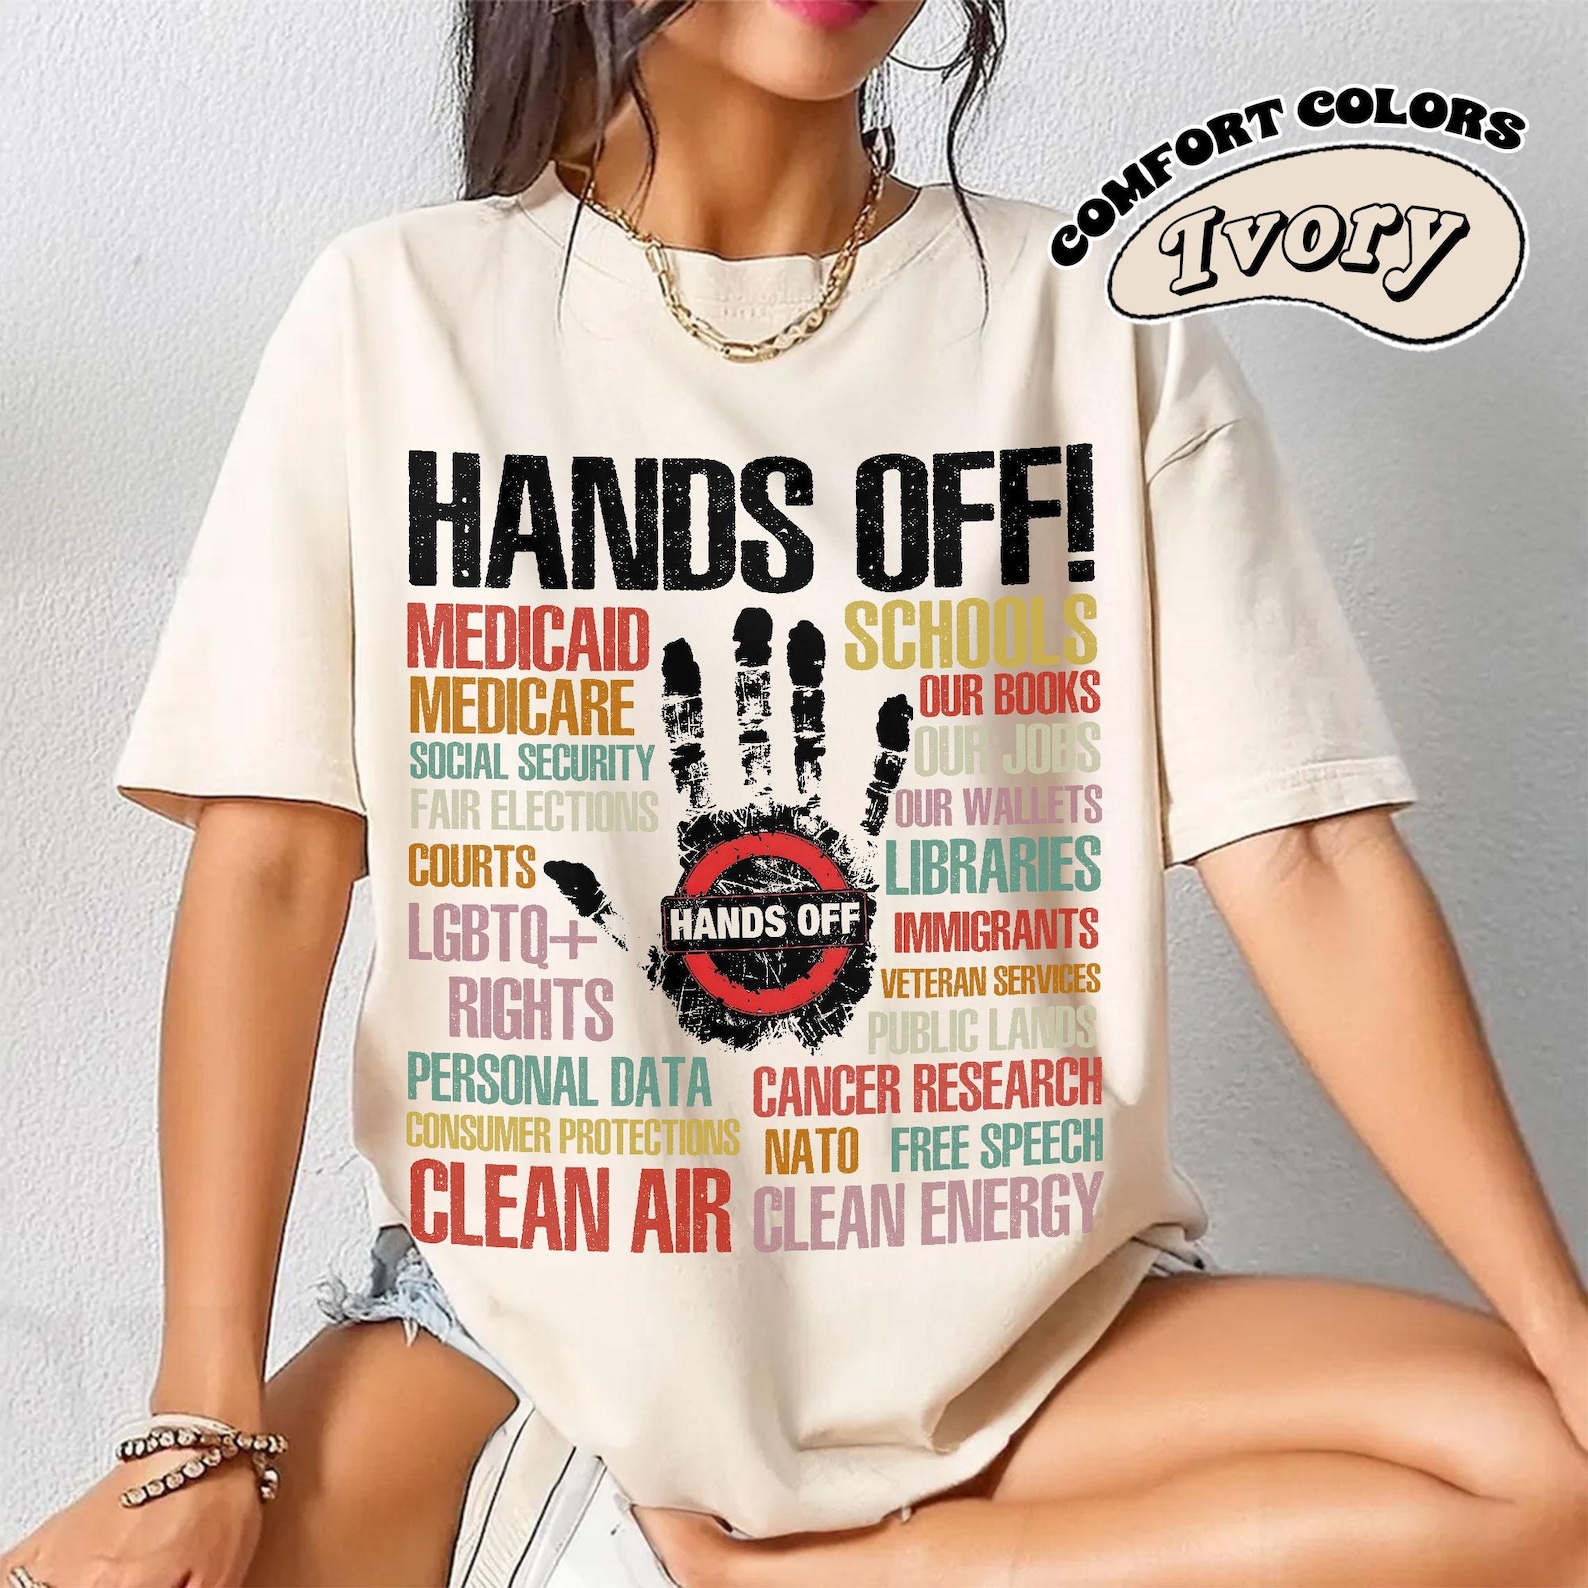 COMFORT COLORS
Ivory
HANDS OFF!
MEDICAID
MEDICARE
SOCIAL SECURITY
FAIR ELECTIONS
COURTS
LGBTQ+
RIGHTS
PERSONAL DATA
CONSUMER PROTECTIONS
CLEAN AIR
HANDS OFF
SCHOOLS
OUR BOOKS
OUR JOBS
OUR WALLETS
LIBRARIES
IMMIGRANTS
VETERAN SERVICES
PUBLIC LANDS
CANCER RESEARCH
NATO FREE SPEECH
CLEAN ENERGY